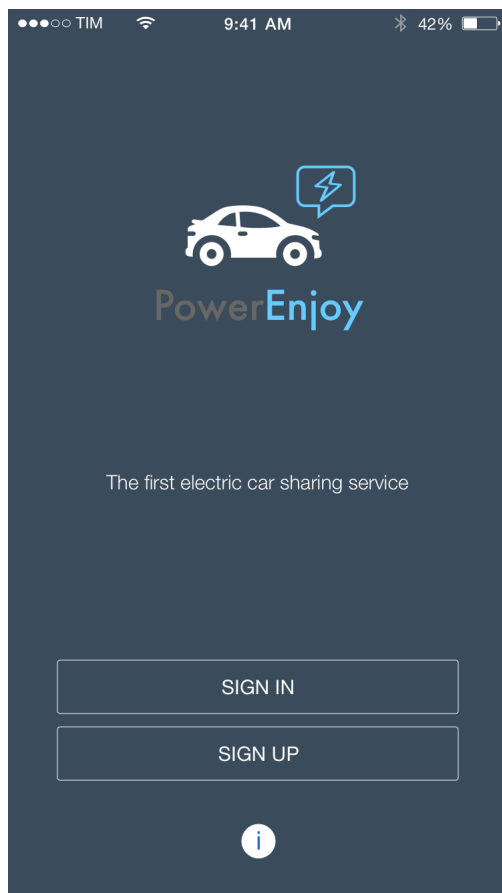 TIM 9:41 AM 42%
PowerEnjoy
The first electric car sharing service
SIGN IN
SIGN UP
i